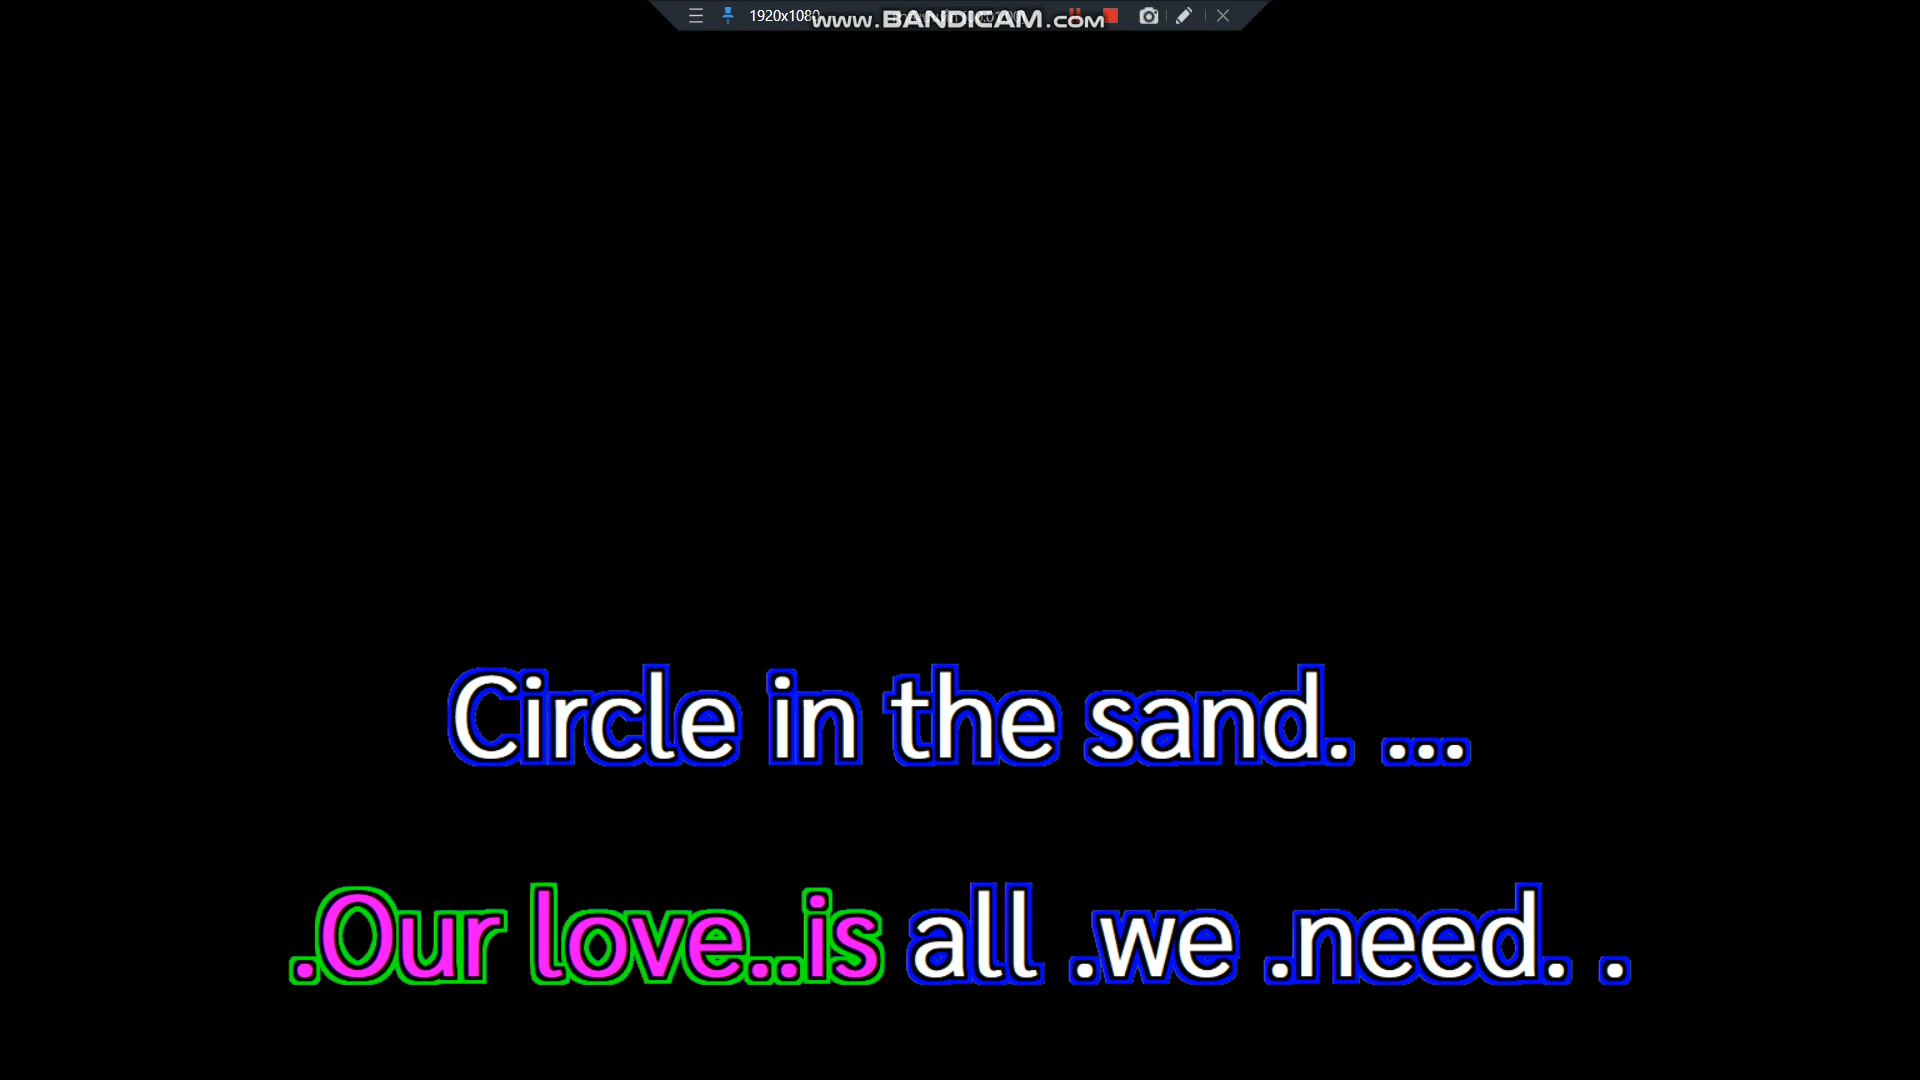 1920x1080
www.BANDICAM.com
Circle in the sand. ...
.Our love..is all .we .need. .